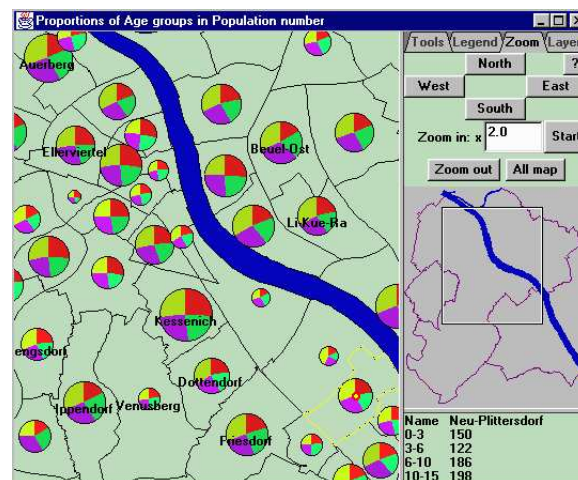 Proportions of Age groups in Population number
Tools Legend Zoom Laye
North ?
West East
South
Zoom in: x 2.0 Start
Zoom out All map
Auerberg
Ellerviertel
Beuel-Ost
Li-Kue-Ra
Kessenich
engsdorf
Dottendorf
Ippendorf Venusberg
Friesdorf
Name Neu-Plittersdorf
0-3 150
3-6 122
6-10 186
10-15 198